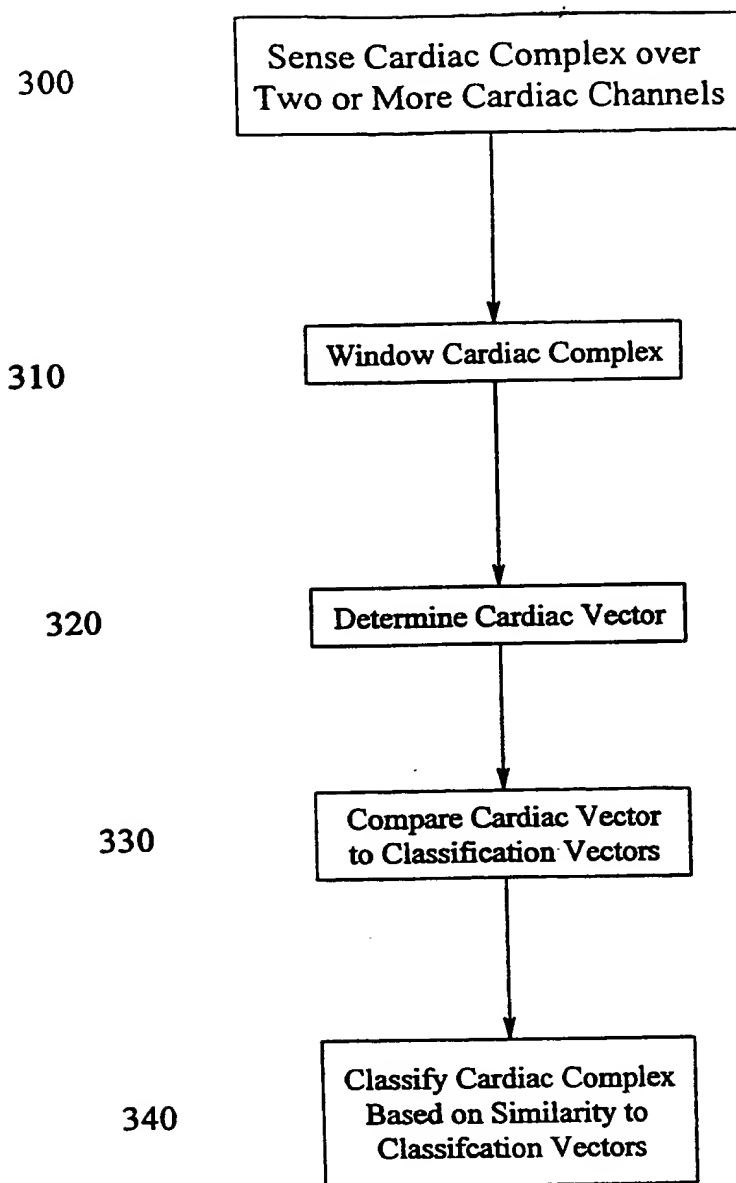 300
Sense Cardiac Complex over
Two or More Cardiac Channels
310
Window Cardiac Complex
320
Determine Cardiac Vector
330
Compare Cardiac Vector
to Classification Vectors
340
Classify Cardiac Complex
Based on Similarity to
Classifcation Vectors